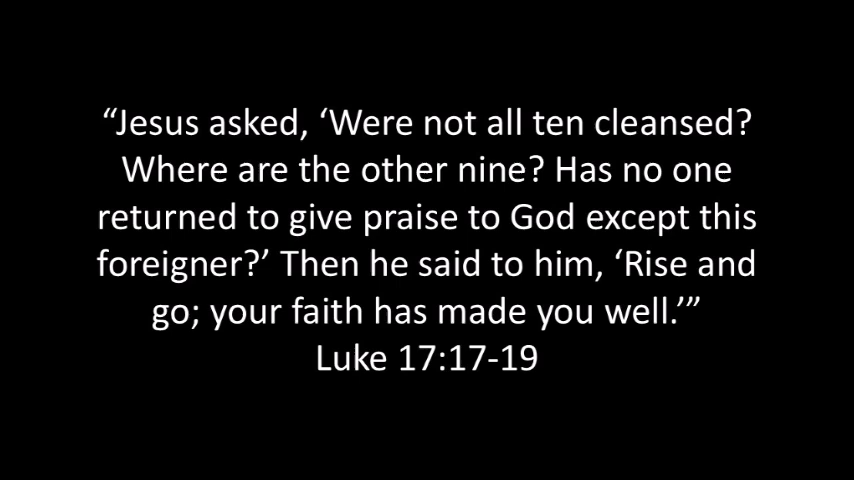 “Jesus asked, ‘Were not all ten cleansed?
Where are the other nine? Has no one
returned to give praise to God except this
foreigner?’ Then he said to him, ‘Rise and
go; your faith has made you well.’”
Luke 17:17-19